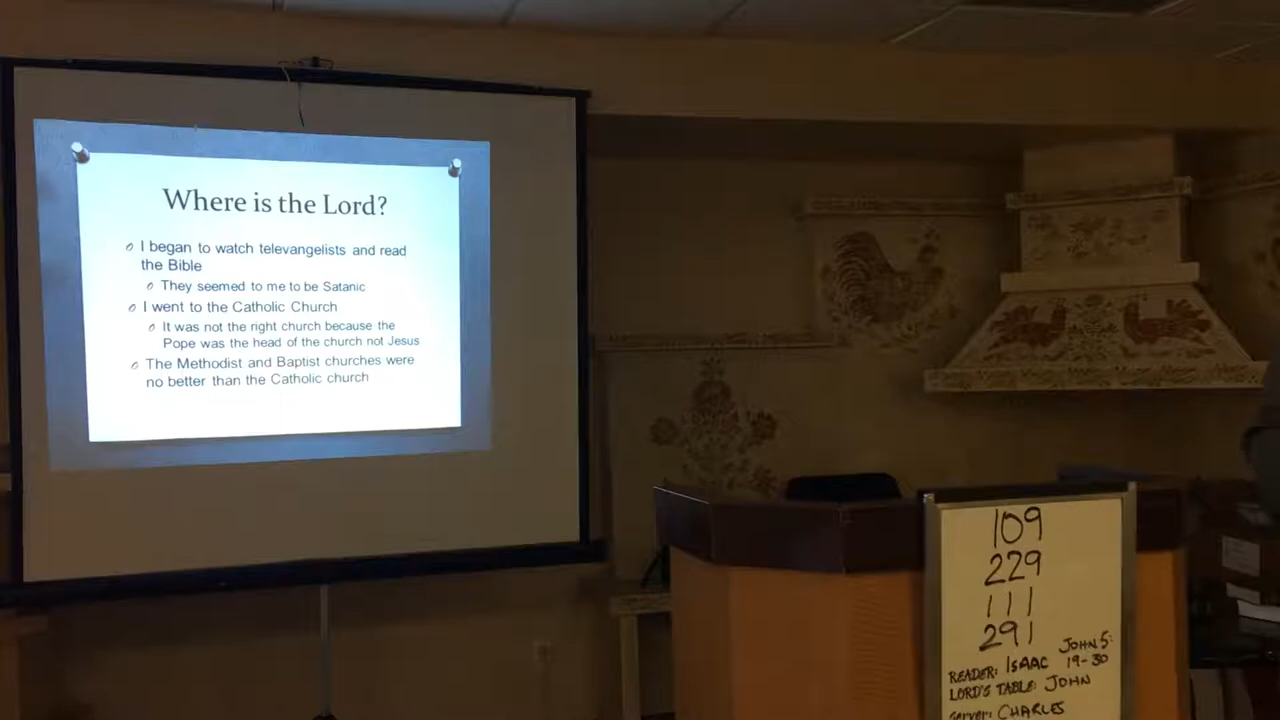 Where is the Lord?
I began to watch televangelists and read
the Bible
They seemed to me to be Satanic
I went to the Catholic Church
It was not the right church because the
Pope was the head of the church not Jesus
The Methodist and Baptist churches were
no better than the Catholic church
109
229
111
291
JOHN 5:
READER: ISAAC 19-30
LORD'S TABLE: JOHN
Server: CHARLES